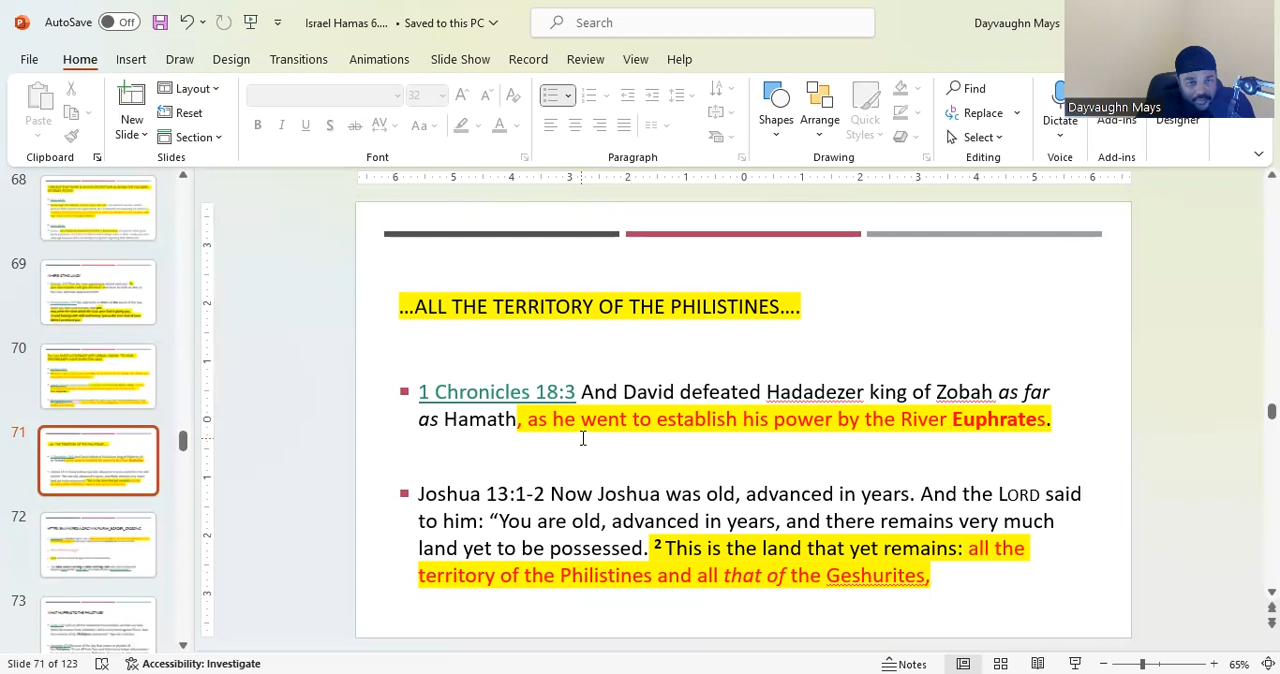 AutoSave Off Israel Hamas 6.... • Saved to this PC Search Dayvaughn Mays
File Home Insert Draw Design Transitions Animations Slide Show Record Review View Help
Dayvaughn Mays
Paste New Slide Layout Reset Section 32 Shapes Arrange Quick Styles Find Replace Select Dictate Add-ins Designer
Clipboard Slides Font Paragraph Drawing Editing Voice Add-ins
68
69
70
71
72
73
...ALL THE TERRITORY OF THE PHILISTINES....
1 Chronicles 18:3 And David defeated Hadadezer king of Zobah as far
as Hamath, as he went to establish his power by the River Euphrates.
Joshua 13:1-2 Now Joshua was old, advanced in years. And the LORD said
to him: “You are old, advanced in years, and there remains very much
land yet to be possessed. 2 This is the land that yet remains: all the
territory of the Philistines and all that of the Geshurites,
Slide 71 of 123 Accessibility: Investigate Notes 65%